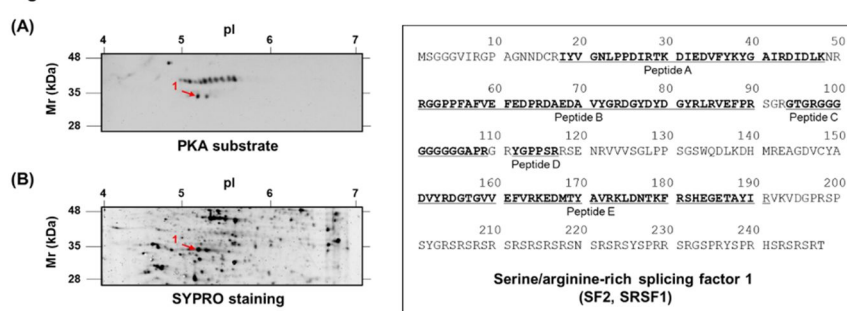 (A)
pI
4 5 6 7
48
35
28
Mr (kDa)
1
PKA substrate
(B)
pI
4 5 6 7
48
35
28
Mr (kDa)
1
SYPRO staining
10 20 30 40 50
MSGGGVIRGP AGNNDCRIYV GNLPPDIRTK DIEDVFYKYG AIRDIDLKNR
Peptide A
60 70 80 90 100
RGGPPFAFVE FEDPRDAEDA VYGRDGYDYD GYRLRVEFPR SGRGTGRGGG
Peptide B Peptide C
110 120 130 140 150
GGGGGGAPRG RYGPPSRRSE NRVVVSGLPP SGSWQDLKDH MREAGDVCYA
Peptide D
160 170 180 190 200
DVYRDGTGVV EFVRKEDMTY AVRKLDNTKF RSHEGETAYI RVKVDGPRSP
Peptide E
210 220 230 240
SYGRSRSRSR SRSRSRSRSN SRSRSYSPRR SRGSPRYSPR HSRSRSRT
Serine/arginine-rich splicing factor 1
(SF2, SRSF1)